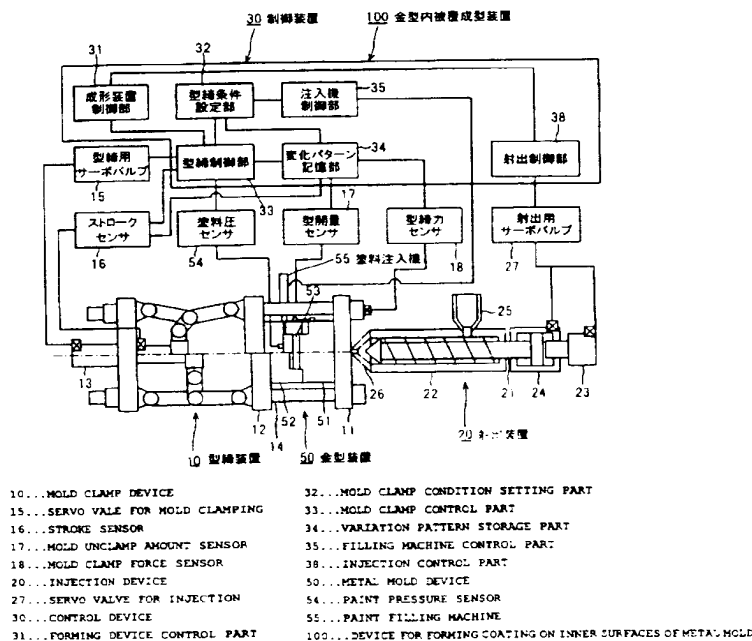 30 制御装置
100 金型内被覆成型装置
31
32
35
成形装置
制御部
型締条件
設定部
注入機
制御部
38
型締用
サーボバルブ
型締制御部
変化パターン
記憶部
34
射出制御部
15
33
17
ストローク
センサ
塗料圧
センサ
型開量
センサ
型締力
センサ
射出用
サーボバルブ
16
54
55 塗料注入機
18
27
53
25
13
12
14
52
51
11
26
22
21
24
23
10 型締装置
50 金型装置
20 射出装置
10...MOLD CLAMP DEVICE
15...SERVO VALE FOR MOLD CLAMPING
16...STROKE SENSOR
17...MOLD UNCLAMP AMOUNT SENSOR
18...MOLD CLAMP FORCE SENSOR
20...INJECTION DEVICE
27...SERVO VALVE FOR INJECTION
30...CONTROL DEVICE
31...FORMING DEVICE CONTROL PART
32...MOLD CLAMP CONDITION SETTING PART
33...MOLD CLAMP CONTROL PART
34...VARIATION PATTERN STORAGE PART
35...FILLING MACHINE CONTROL PART
38...INJECTION CONTROL PART
50...METAL MOLD DEVICE
54...PAINT PRESSURE SENSOR
55...PAINT FILLING MACHINE
100...DEVICE FOR FORMING COATING ON INNER SURFACES OF METAL MOLD